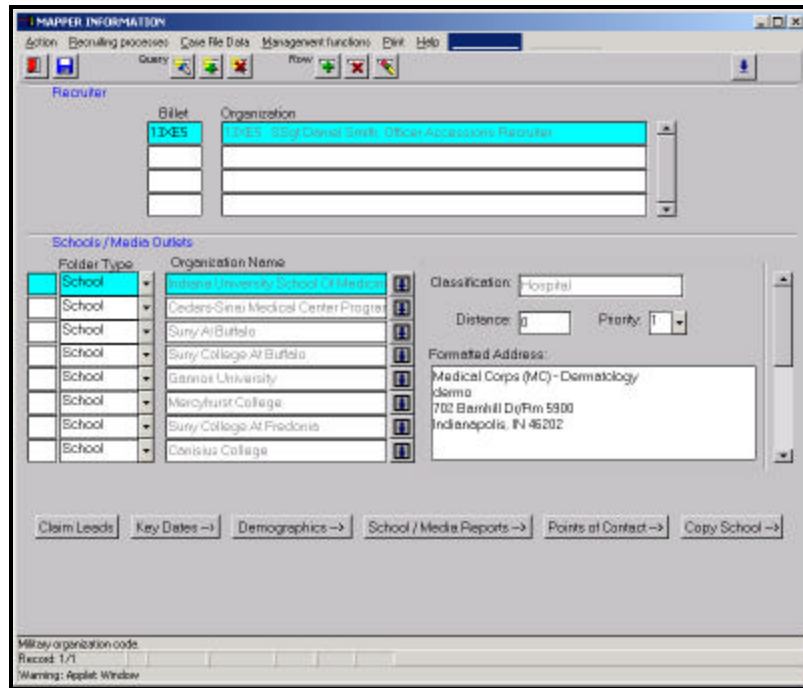 MAPPER INFORMATION
Action Recruiting processes Case File Data Management functions Print Help
Query Row
Recruiter
Billet Organization
13XE5 13XE5 SSgt Daniel Smith, Officer Accessions Recruiter
Schools / Media Outlets
Folder Type Organization Name
School Indiana University School Of Medicin
Classification: Hospital
School Cedars-Sinai Medical Center Program
Distance: 0 Priority: 1
School Suny At Buffalo
School Suny College At Buffalo
Formatted Address:
School Gannon University
Medical Corps (MC) - Dermatology
School Mercyhurst College
derma
702 Barnhill Dr/Rm 5900
School Suny College At Fredonia
Indianapolis, IN 46202
School Canisius College
Claim Leads Key Dates --> Demographics --> School / Media Reports --> Points of Contact --> Copy School -->
Military organization code.
Record: 1/1
Warning: Applet Window